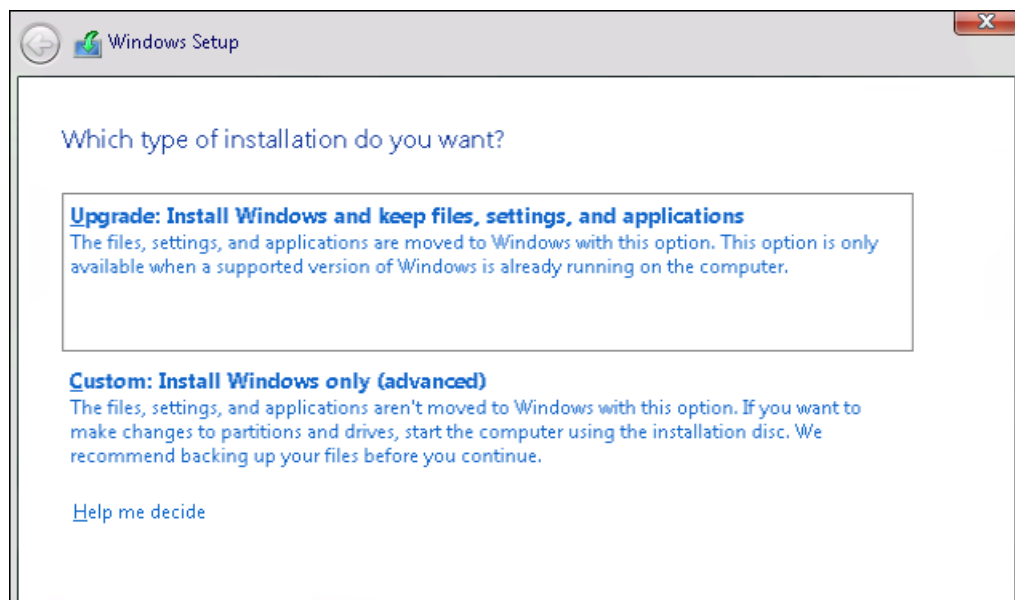 Windows Setup
Which type of installation do you want?
Upgrade: Install Windows and keep files, settings, and applications
The files, settings, and applications are moved to Windows with this option. This option is only
available when a supported version of Windows is already running on the computer.
Custom: Install Windows only (advanced)
The files, settings, and applications aren't moved to Windows with this option. If you want to
make changes to partitions and drives, start the computer using the installation disc. We
recommend backing up your files before you continue.
Help me decide